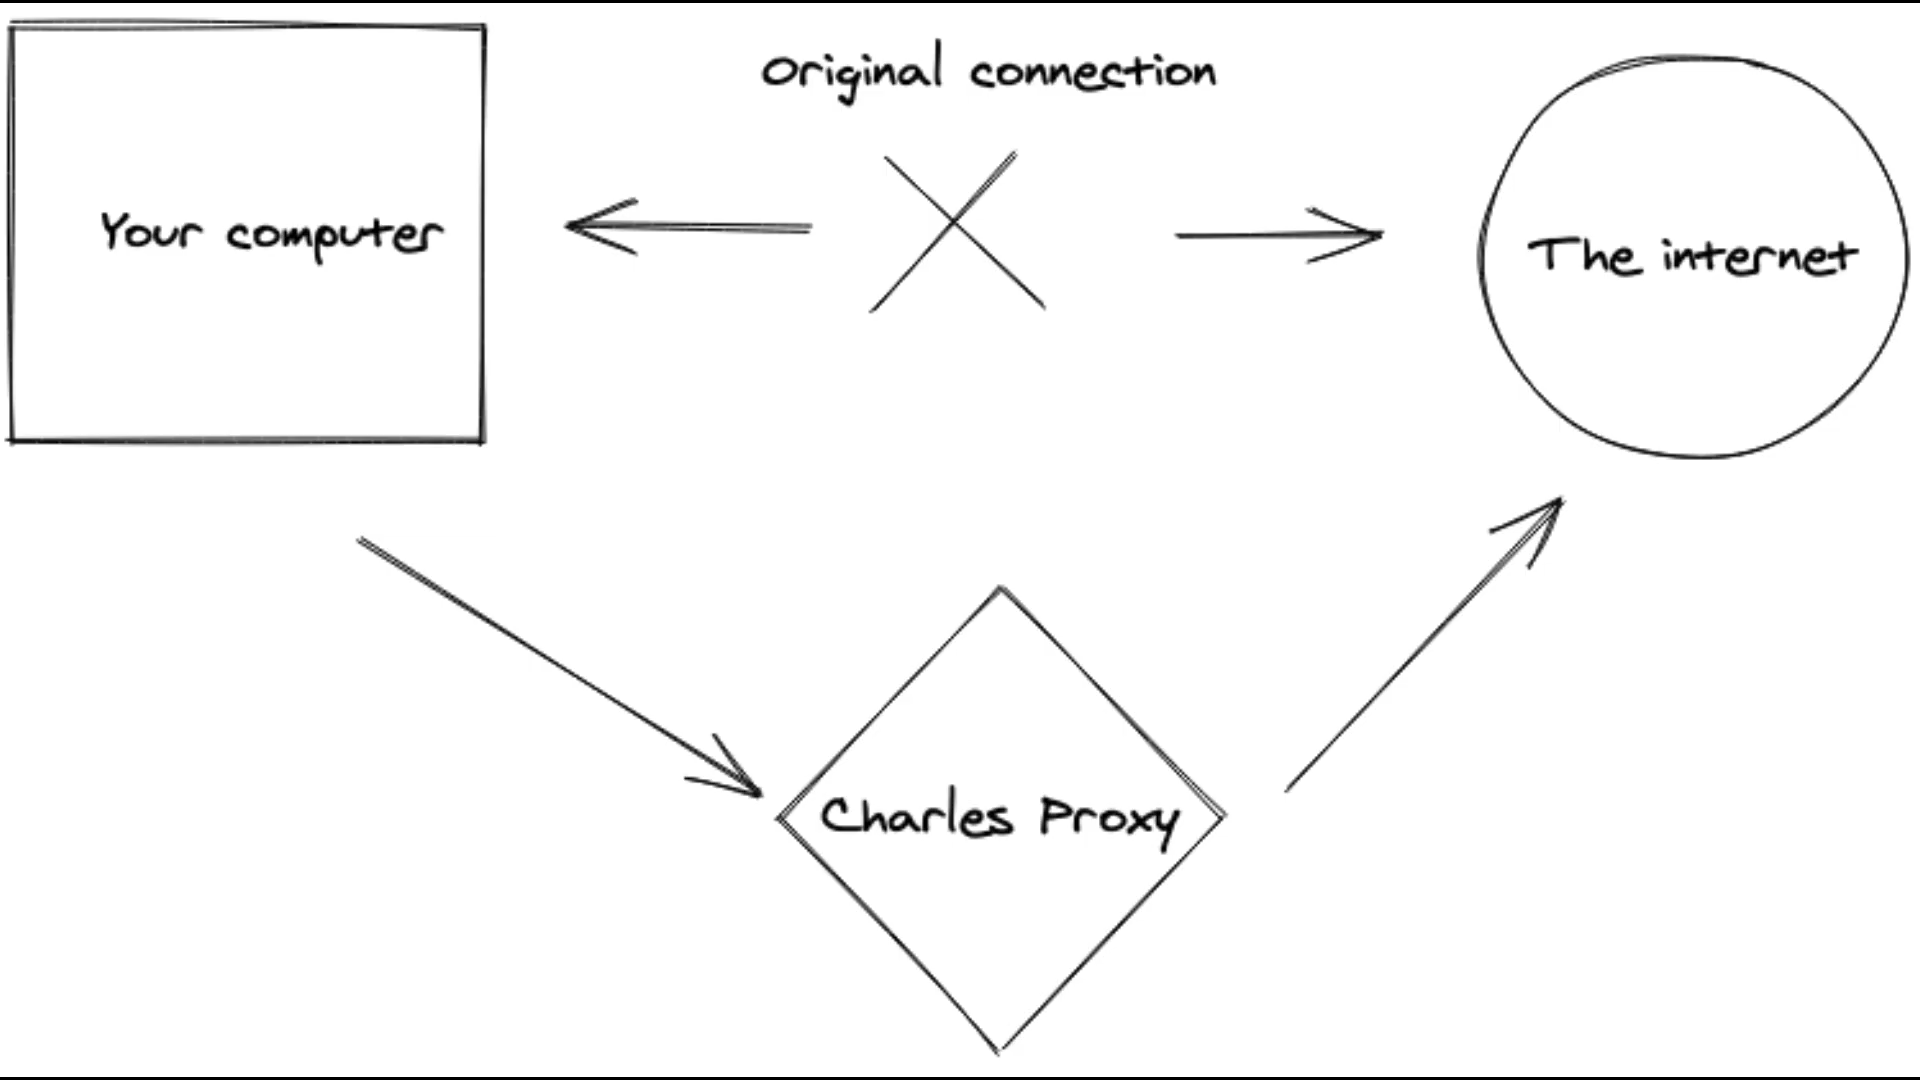 Original connection
Your computer
The internet
Charles Proxy